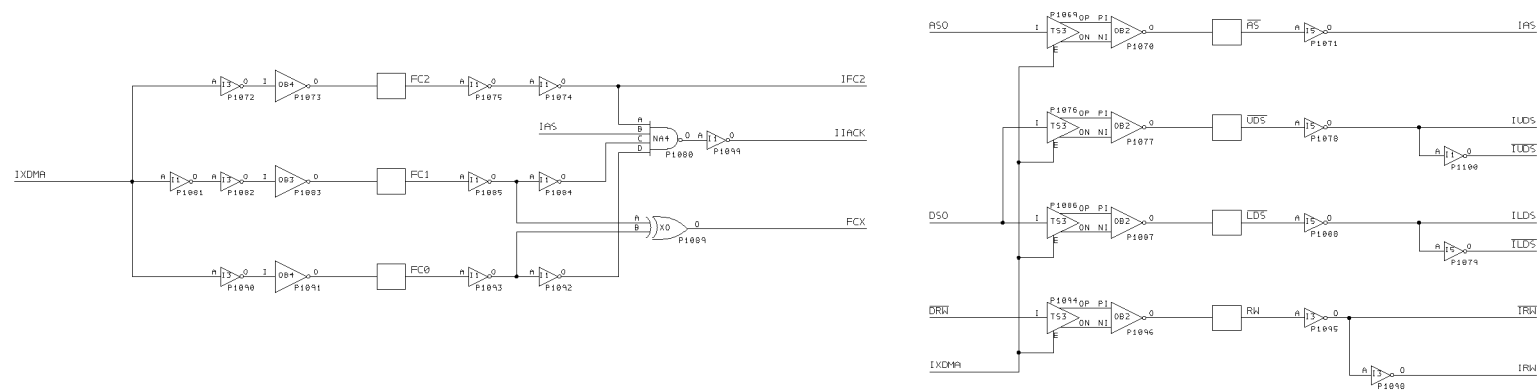 A I3 O I OB4 O FC2 A I1 O A I1 O IFC2
P1072 P1073 P1075 P1074
IAS A B C D NA4 O A I1 O IIACK
P1080 P1099
IXDMA A I1 O A I3 O I OB3 O FC1 A I1 O A I1 O
P1081 P1082 P1083 P1085 P1084
A B XO O FCX
P1089
A I3 O I OB4 O FC0 A I1 O A I1 O
P1090 P1091 P1093 P1092
ASO I P1069 TS3 E OP ON PI NI OB2 O AS A I5 O IAS
P1070 P1071
I P1076 TS3 E OP ON PI NI OB2 O UDS A I5 O IUDS
P1077 P1078
A I1 O IUDS
P1100
DSO I P1086 TS3 E OP ON PI NI OB2 O LDS A I5 O ILDS
P1087 P1088
A I5 O ILDS
P1079
DRW I P1094 TS3 E OP ON PI NI OB2 O RW A I3 O IRW
P1096 P1095
IXDMA A I3 O IRW
P1098